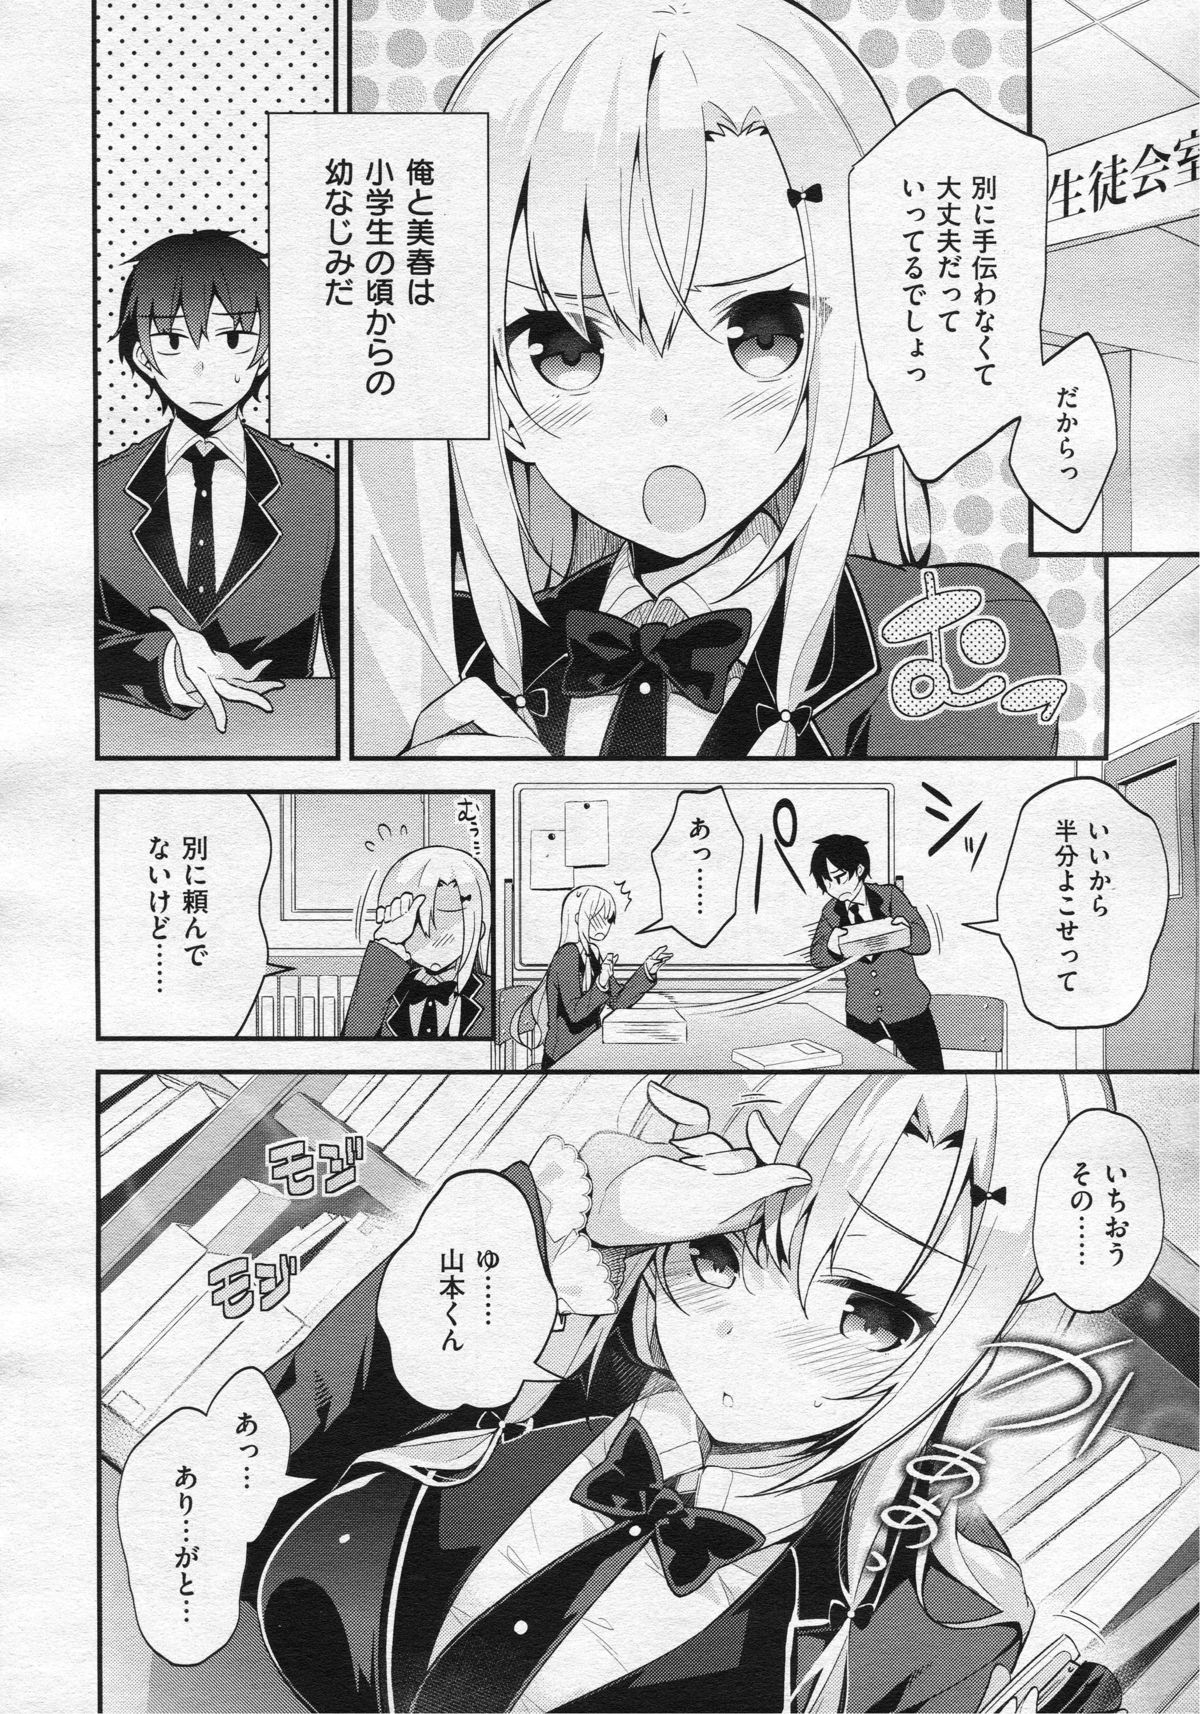 生徒会室
だからっ
別に手伝わなくて
大丈夫だって
いってるでしょっ
むっ
俺と美春は
小学生の頃からの
幼なじみだ
いいから
半分よこせって
パシッ
あっ……
むぅ…
別に頼んで
ないけど……
いちおう
その……
ゆ……
山本くん
モジ
モジ
あっ…
あり…がと…